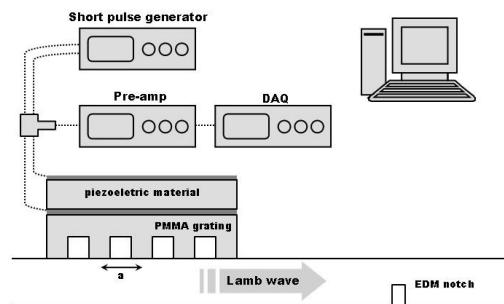 Short pulse generator
Pre-amp
DAQ
piezoeletric material
PMMA grating
a
Lamb wave
EDM notch